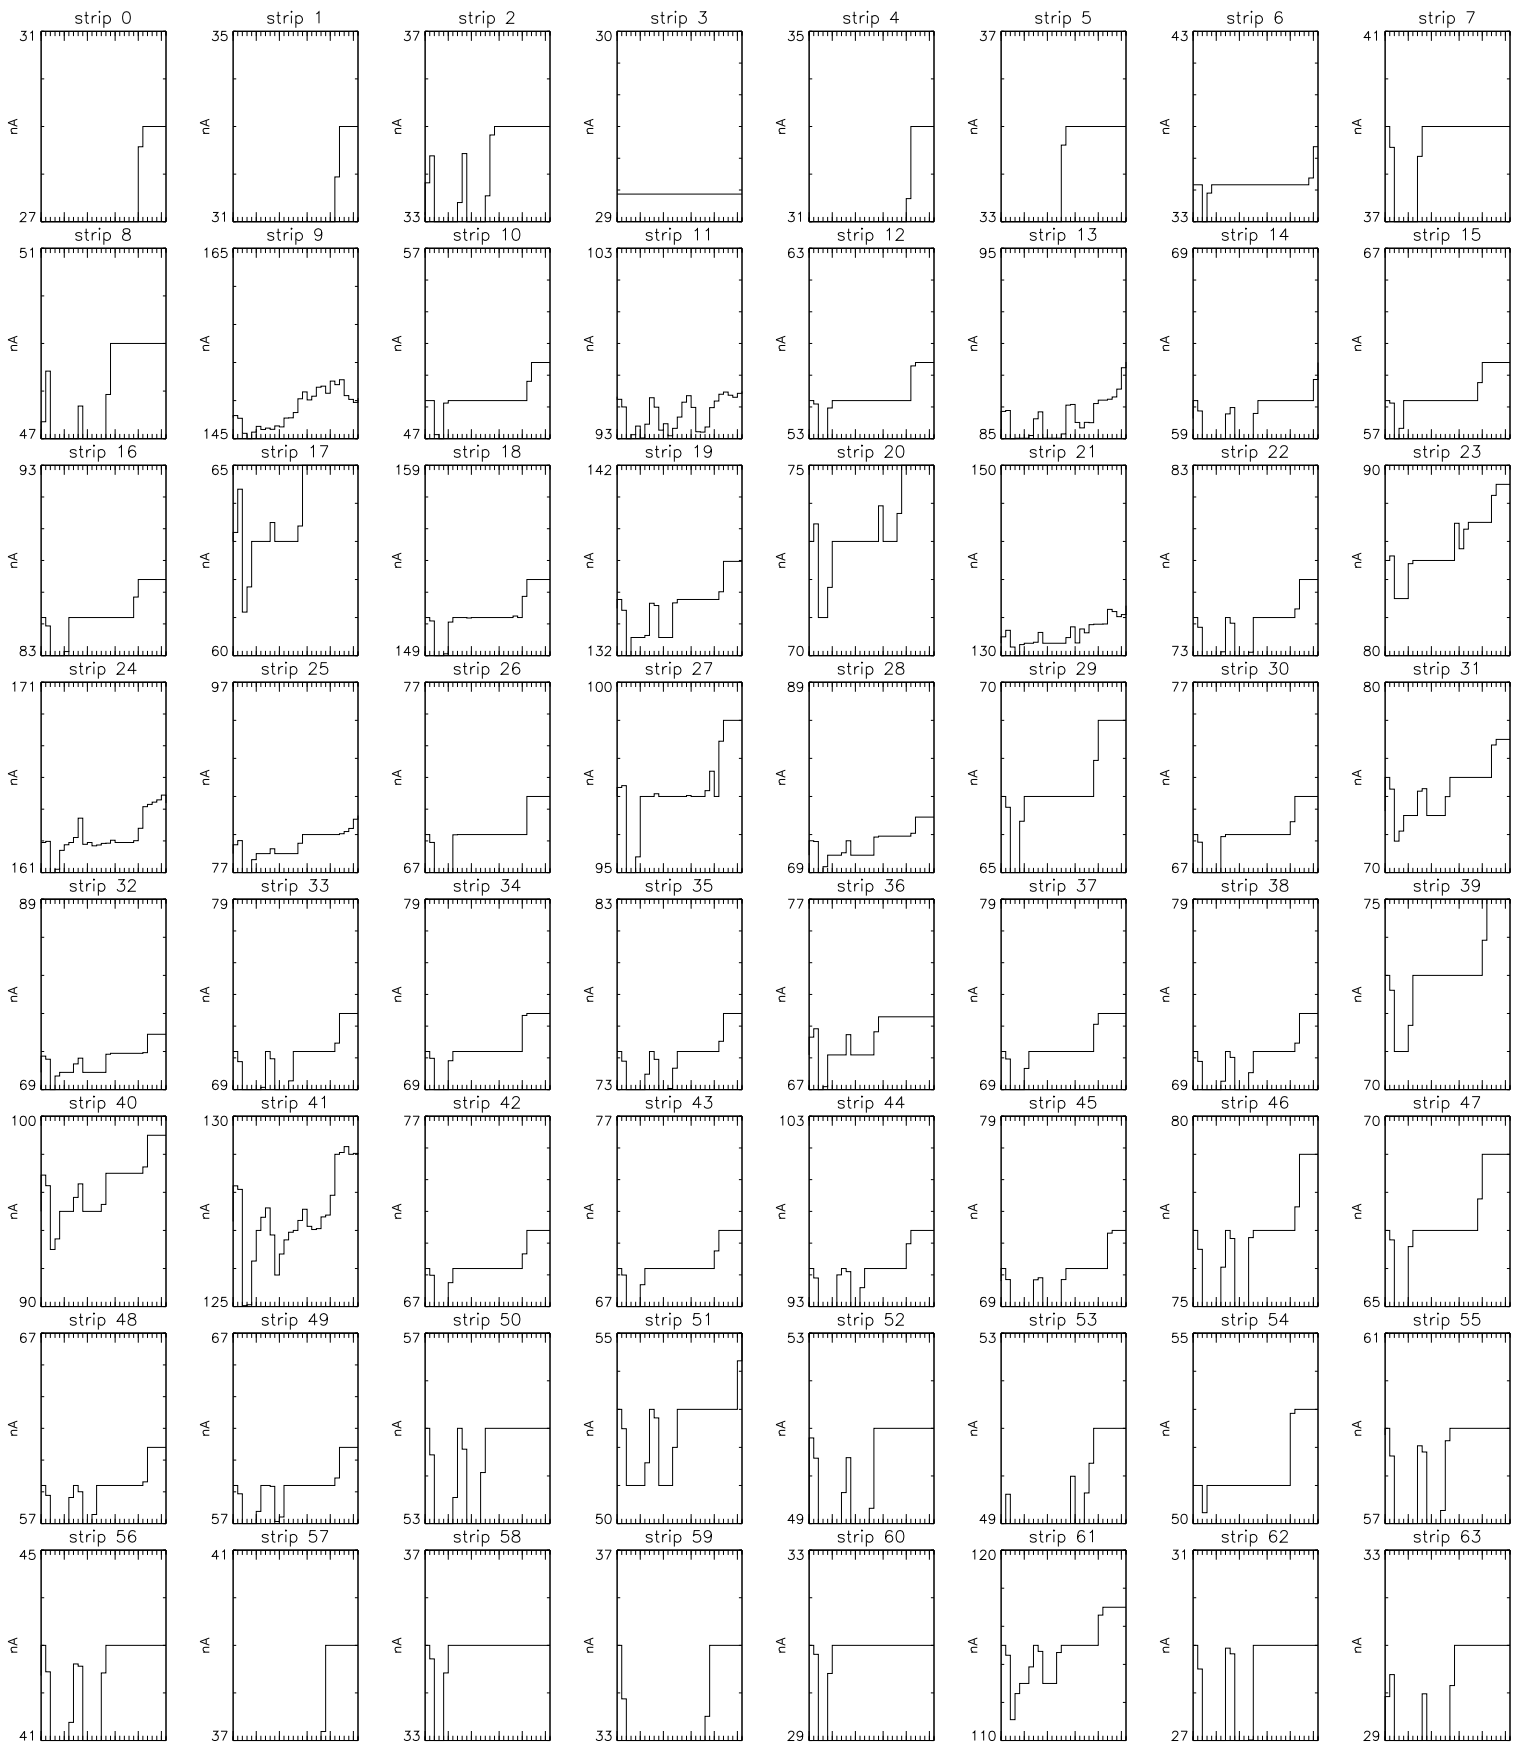 strip 0 strip 1 strip 2 strip 3 strip 4 strip 5 strip 6 strip 7
31 35 37 30 35 37 43 41
nA nA nA nA nA nA nA nA
27 31 33 29 31 33 33 37
strip 8 strip 9 strip 10 strip 11 strip 12 strip 13 strip 14 strip 15
51 165 57 103 63 95 69 67
nA nA nA nA nA nA nA nA
47 145 47 93 53 85 59 57
strip 16 strip 17 strip 18 strip 19 strip 20 strip 21 strip 22 strip 23
93 65 159 142 75 150 83 90
nA nA nA nA nA nA nA nA
83 60 149 132 70 130 73 80
strip 24 strip 25 strip 26 strip 27 strip 28 strip 29 strip 30 strip 31
171 97 77 100 89 70 77 80
nA nA nA nA nA nA nA nA
161 77 67 95 69 65 67 70
strip 32 strip 33 strip 34 strip 35 strip 36 strip 37 strip 38 strip 39
89 79 79 83 77 79 79 75
nA nA nA nA nA nA nA nA
69 69 69 73 67 69 69 70
strip 40 strip 41 strip 42 strip 43 strip 44 strip 45 strip 46 strip 47
100 130 77 77 103 79 80 70
nA nA nA nA nA nA nA nA
90 125 67 67 93 69 75 65
strip 48 strip 49 strip 50 strip 51 strip 52 strip 53 strip 54 strip 55
67 67 57 55 53 53 55 61
nA nA nA nA nA nA nA nA
57 57 53 50 49 49 50 57
strip 56 strip 57 strip 58 strip 59 strip 60 strip 61 strip 62 strip 63
45 41 37 37 33 120 31 33
nA nA nA nA nA nA nA nA
41 37 33 33 29 110 27 29